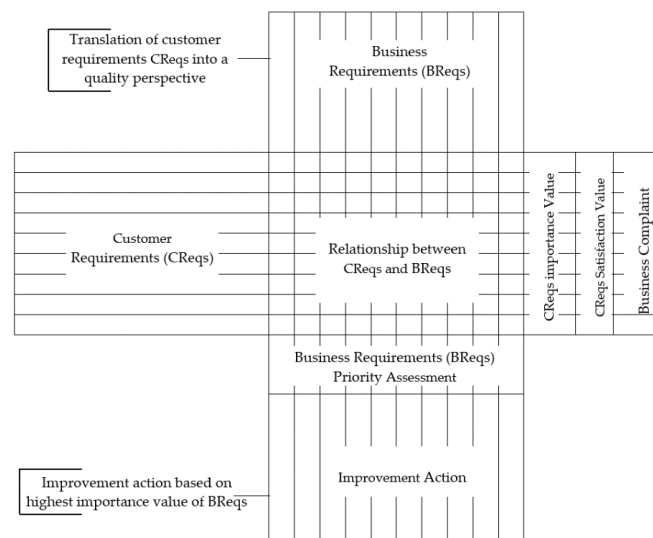 Translation of customer
requirements CReqs into a
quality perspective
Business
Requirements (BReqs)
Customer
Requirements (CReqs)
Relationship between
CReqs and BReqs
CReqs importance Value
CReqs Satisfaction Value
Business Complaint
Business Requirements (BReqs)
Priority Assessment
Improvement action based on
highest importance value of BReqs
Improvement Action